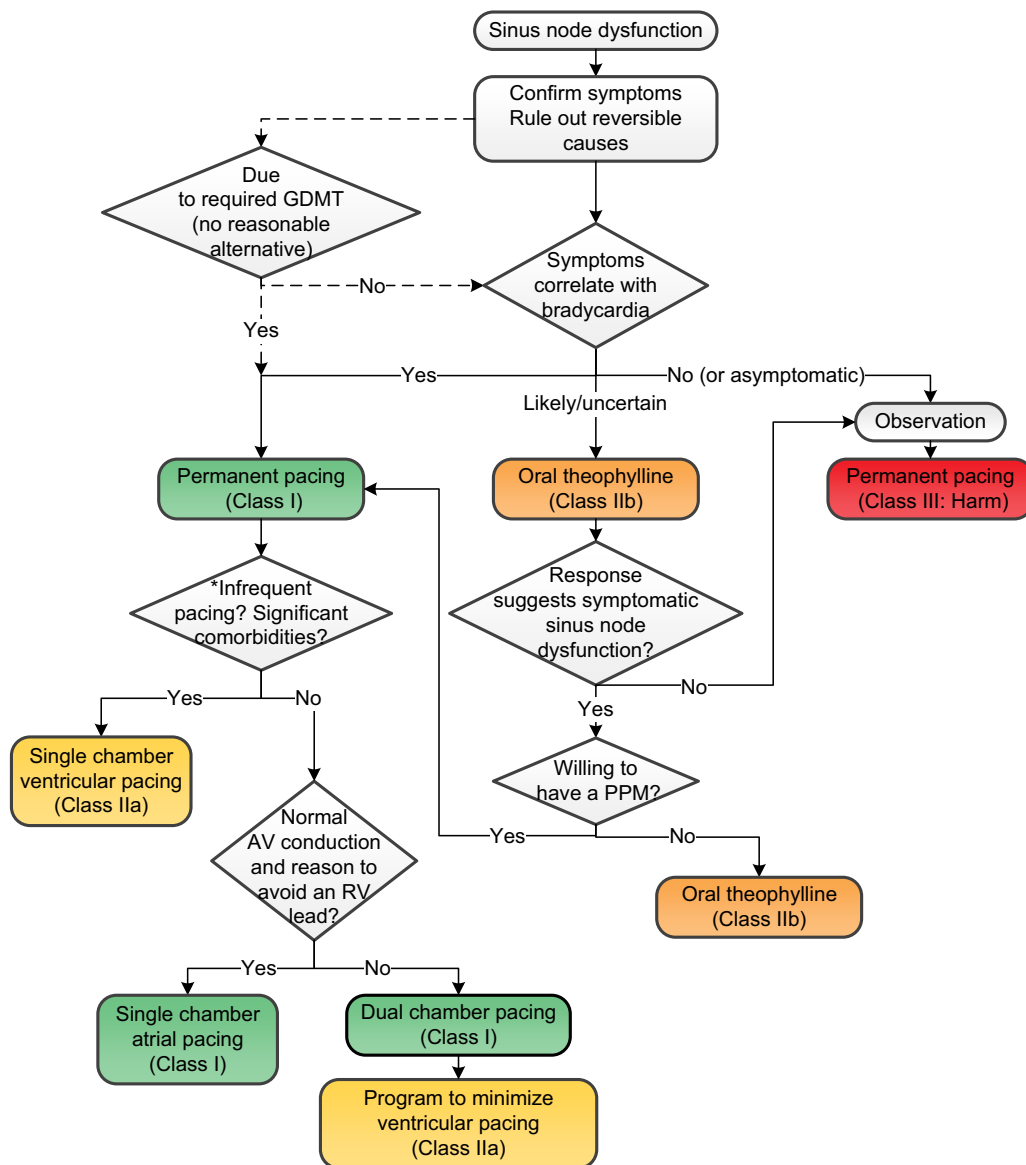 Sinus node dysfunction
Confirm symptoms
Rule out reversible
causes
Due
to required GDMT
(no reasonable
alternative)
Symptoms
correlate with
bradycardia
No
Yes
Yes
No (or asymptomatic)
Likely/uncertain
Observation
Permanent pacing
(Class I)
Oral theophylline
(Class IIb)
Permanent pacing
(Class III: Harm)
*Infrequent
pacing? Significant
comorbidities?
Response
suggests symptomatic
sinus node
dysfunction?
Yes
No
No
Yes
Single chamber
ventricular pacing
(Class IIa)
Willing to
have a PPM?
Normal
AV conduction
and reason to
avoid an RV
lead?
Yes
No
Oral theophylline
(Class IIb)
Yes
No
Single chamber
atrial pacing
(Class I)
Dual chamber pacing
(Class I)
Program to minimize
ventricular pacing
(Class IIa)